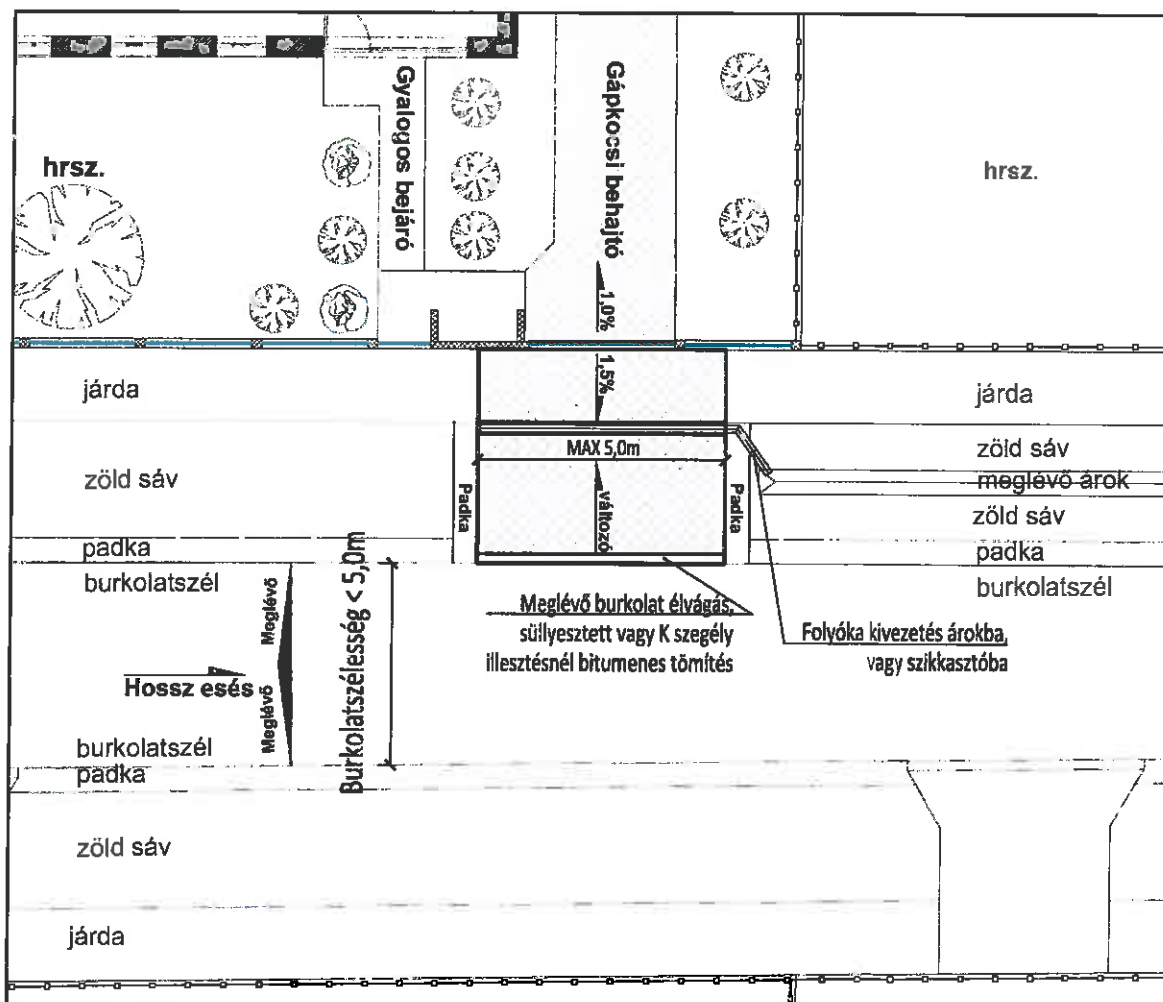 hrsz.
Gyalogos bejáró
Gápkocsi behajtó
hrsz.
1,0%
járda
1,5%
járda
zöld sáv
MAX 5,0m
zöld sáv
meglévő árok
Padka
változó
Padka
zöld sáv
padka
padka
burkolatszél
burkolatszél
Meglévő
Meglévő
Burkolatszélesség < 5,0m
Meglévő burkolat élvágás,
süllyesztett vagy K szegély
illesztésnél bitumenes tömítés
Folyóka kivezetés árokba,
vagy szikkasztóba
Hossz esés
burkolatszél
padka
zöld sáv
járda